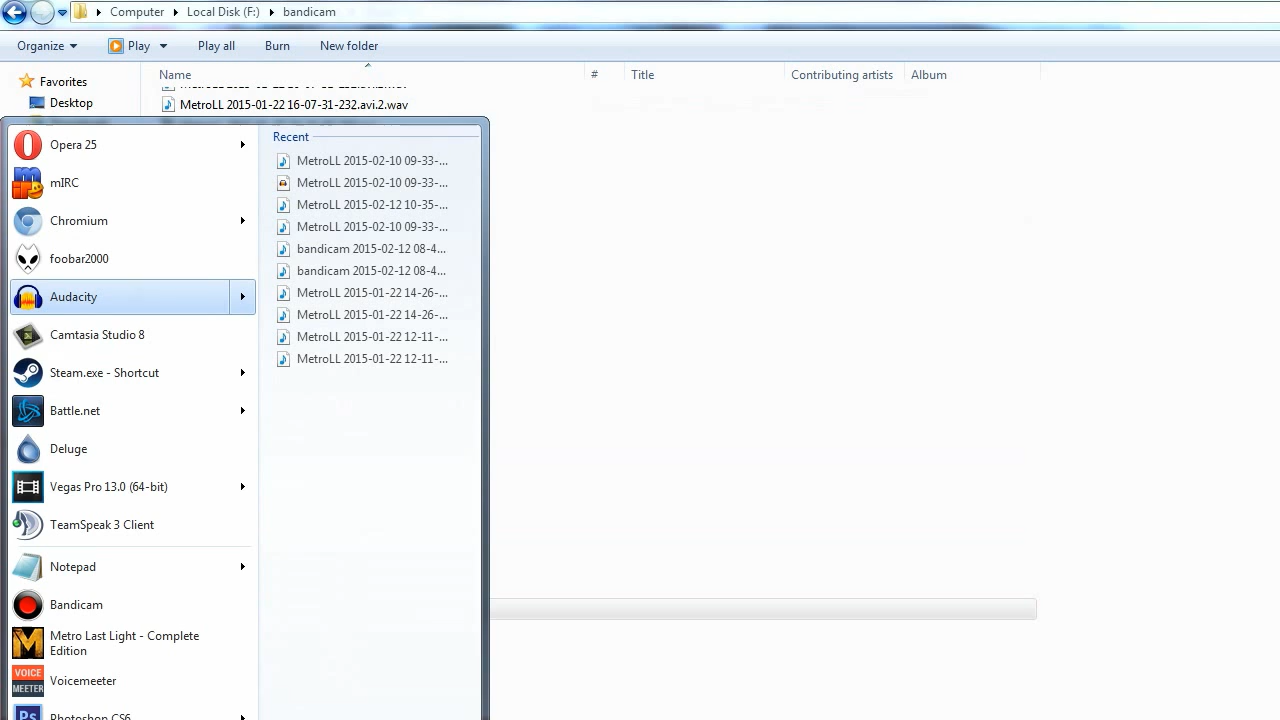 Computer Local Disk (F:) bandicam
Organize Play Play all Burn New folder
Favorites
Desktop
Name # Title Contributing artists Album
MetroLL 2015-01-22 16-07-31-232.avi.2.wav
Opera 25
mIRC
Chromium
foobar2000
Audacity
Camtasia Studio 8
Steam.exe - Shortcut
Battle.net
Deluge
Vegas Pro 13.0 (64-bit)
TeamSpeak 3 Client
Notepad
Bandicam
Metro Last Light - Complete
Edition
VOICE
MEETER
Voicemeeter
Ps
Photoshop CS6
Recent
MetroLL 2015-02-10 09-33-...
MetroLL 2015-02-10 09-33-...
MetroLL 2015-02-12 10-35-...
MetroLL 2015-02-10 09-33-...
bandicam 2015-02-12 08-4...
bandicam 2015-02-12 08-4...
MetroLL 2015-01-22 14-26-...
MetroLL 2015-01-22 14-26-...
MetroLL 2015-01-22 12-11-...
MetroLL 2015-01-22 12-11-...